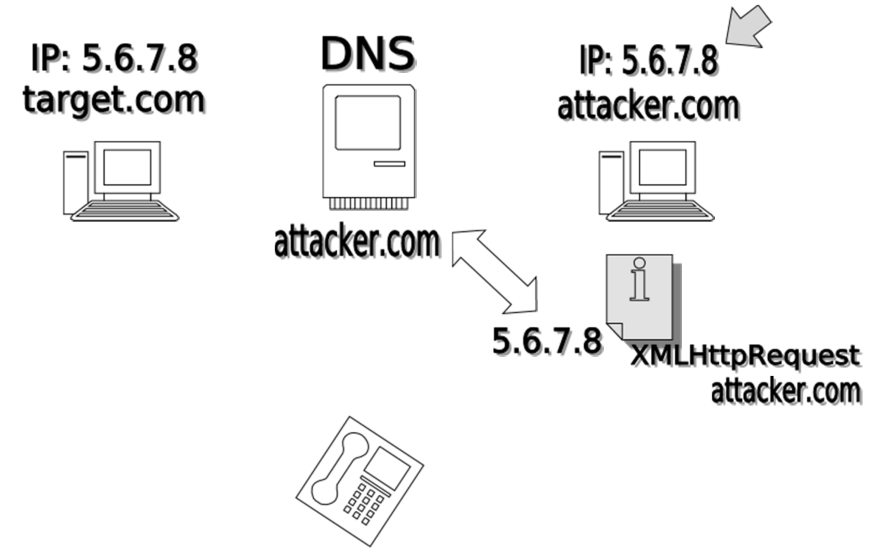 IP: 5.6.7.8
target.com
DNS
attacker.com
IP: 5.6.7.8
attacker.com
5.6.7.8
i
XMLHttpRequest
attacker.com